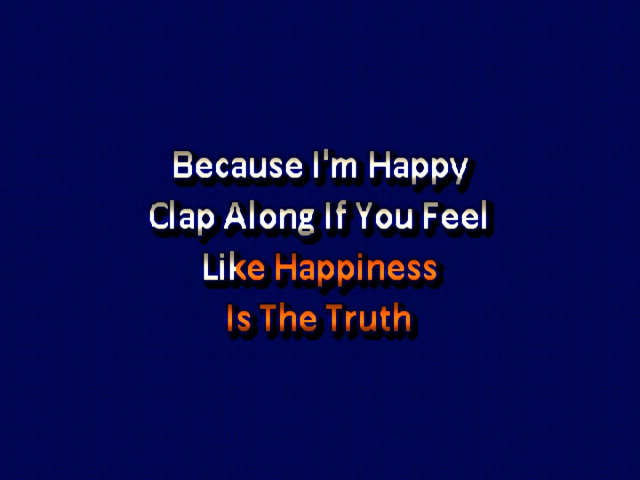 Because I'm Happy
Clap Along If You Feel
Like Happiness
Is The Truth